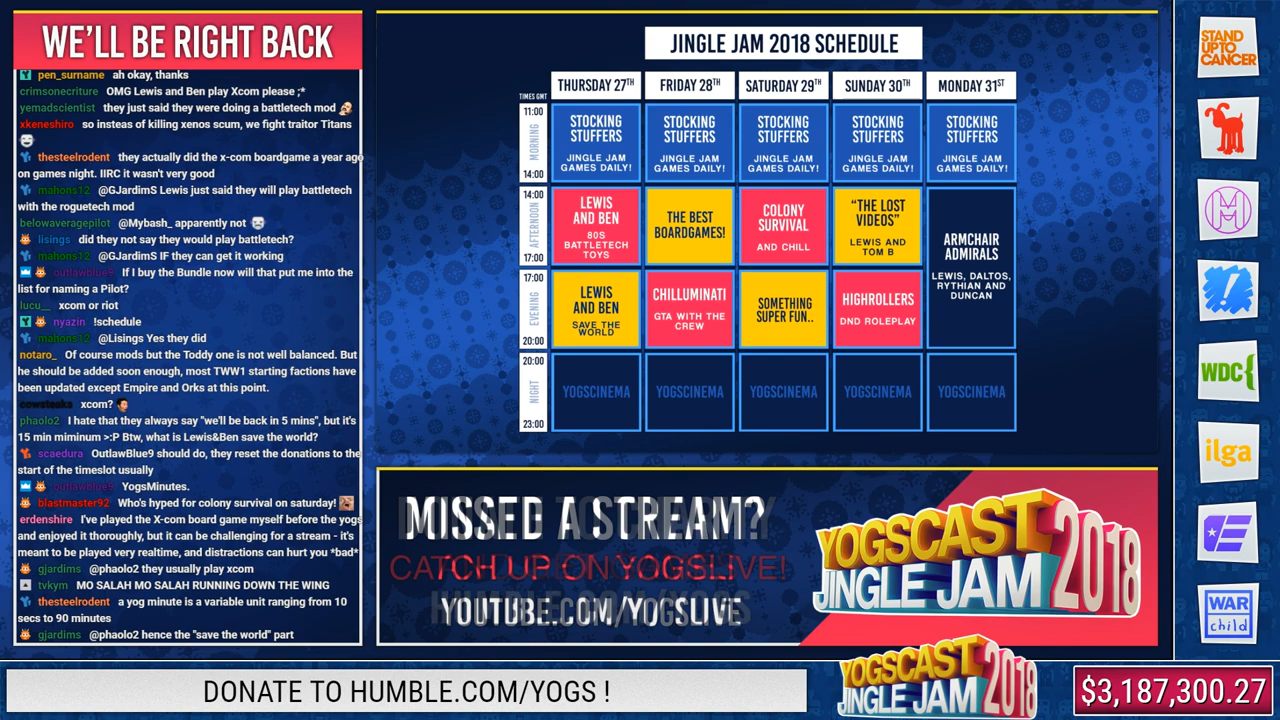 WE'LL BE RIGHT BACK
pen_surname ah okay, thanks
crimsonecriture OMG Lewis and Ben play Xcom please ;*
yemadscientist they just said they were doing a battletech mod
xkeneshiro so insteas of killing xenos scum, we fight traitor Titans
thesteelrodent they actually did the x-com boardgame a year ago
on games night. IIRC it wasn't very good
mahons12 @GJardimS Lewis just said they will play battletech
with the roguetech mod
belowaveragepilot @Mybash_ apparently not
lisings did they not say they would play battletech?
mahons12 @GJardimS IF they can get it working
outlawblue9 If I buy the Bundle now will that put me into the
list for naming a Pilot?
lucu__ xcom or riot
nyazin !schedule
mahons12 @Lisings Yes they did
notaro_ Of course mods but the Toddy one is not well balanced. But
he should be added soon enough, most TWW1 starting factions have
been updated except Empire and Orks at this point.
cowsteaks xcom?
phaolo2 I hate that they always say "we'll be back in 5 mins", but it's
15 min miminum >:P Btw, what is Lewis&Ben save the world?
scaedura OutlawBlue9 should do, they reset the donations to the
start of the timeslot usually
outlawblue9 YogsMinutes.
blastmaster92 Who's hyped for colony survival on saturday!
erdenshire I've played the X-com board game myself before the yogs
and enjoyed it thoroughly, but it can be challenging for a stream - it's
meant to be played very realtime, and distractions can hurt you *bad*
gjardims @phaolo2 they usually play xcom
tvkym MO SALAH MO SALAH RUNNING DOWN THE WING
thesteelrodent a yog minute is a variable unit ranging from 10
secs to 90 minutes
gjardims @phaolo2 hence the "save the world" part
JINGLE JAM 2018 SCHEDULE
TIMES GMT
THURSDAY 27TH
FRIDAY 28TH
SATURDAY 29TH
SUNDAY 30TH
MONDAY 31ST
11:00
MORNING
14:00
STOCKING
STUFFERS
JINGLE JAM
GAMES DAILY!
STOCKING
STUFFERS
JINGLE JAM
GAMES DAILY!
STOCKING
STUFFERS
JINGLE JAM
GAMES DAILY!
STOCKING
STUFFERS
JINGLE JAM
GAMES DAILY!
STOCKING
STUFFERS
JINGLE JAM
GAMES DAILY!
14:00
AFTERNOON
17:00
LEWIS
AND BEN
80S
BATTLETECH
TOYS
THE BEST
BOARDGAMES!
COLONY
SURVIVAL
AND CHILL
"THE LOST
VIDEOS"
LEWIS AND
TOM B
ARMCHAIR
ADMIRALS
LEWIS, DALTOS,
RYTHIAN AND
DUNCAN
17:00
EVENING
20:00
LEWIS
AND BEN
SAVE THE
WORLD
CHILLUMINATI
GTA WITH THE
CREW
SOMETHING
SUPER FUN..
HIGHROLLERS
DND ROLEPLAY
20:00
NIGHT
23:00
YOGSCINEMA
YOGSCINEMA
YOGSCINEMA
YOGSCINEMA
YOGSCINEMA
MISSED A STREAM?
CATCH UP ON YOGSLIVE!
YOUTUBE.COM/YOGSLIVE
YOGSCAST
JINGLE JAM
2018
STAND
UP TO
CANCER
WDC
ilga
WAR
child
DONATE TO HUMBLE.COM/YOGS !
YOGSCAST
JINGLE JAM
2018
$3,187,300.27